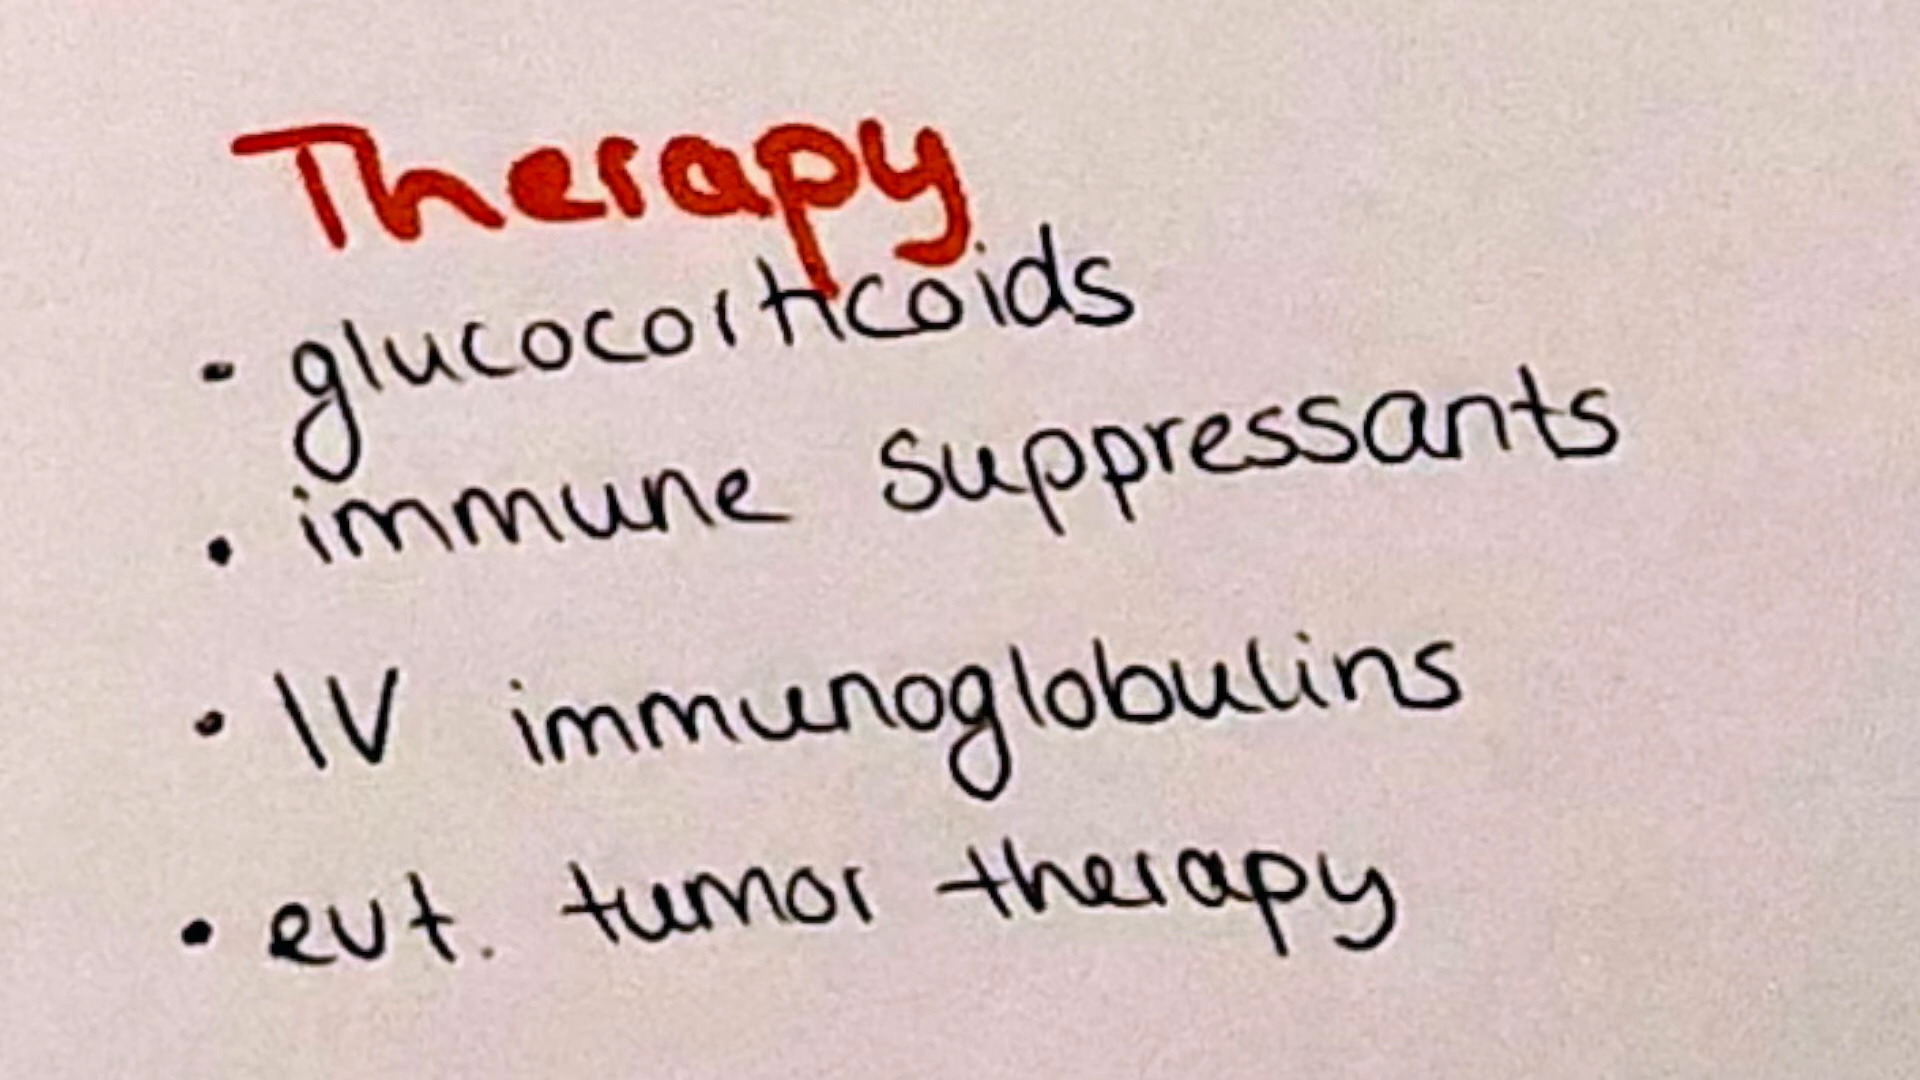 Therapy
- glucocorticoids
• immune suppressants
• IV immunoglobulins
• evt. tumor therapy